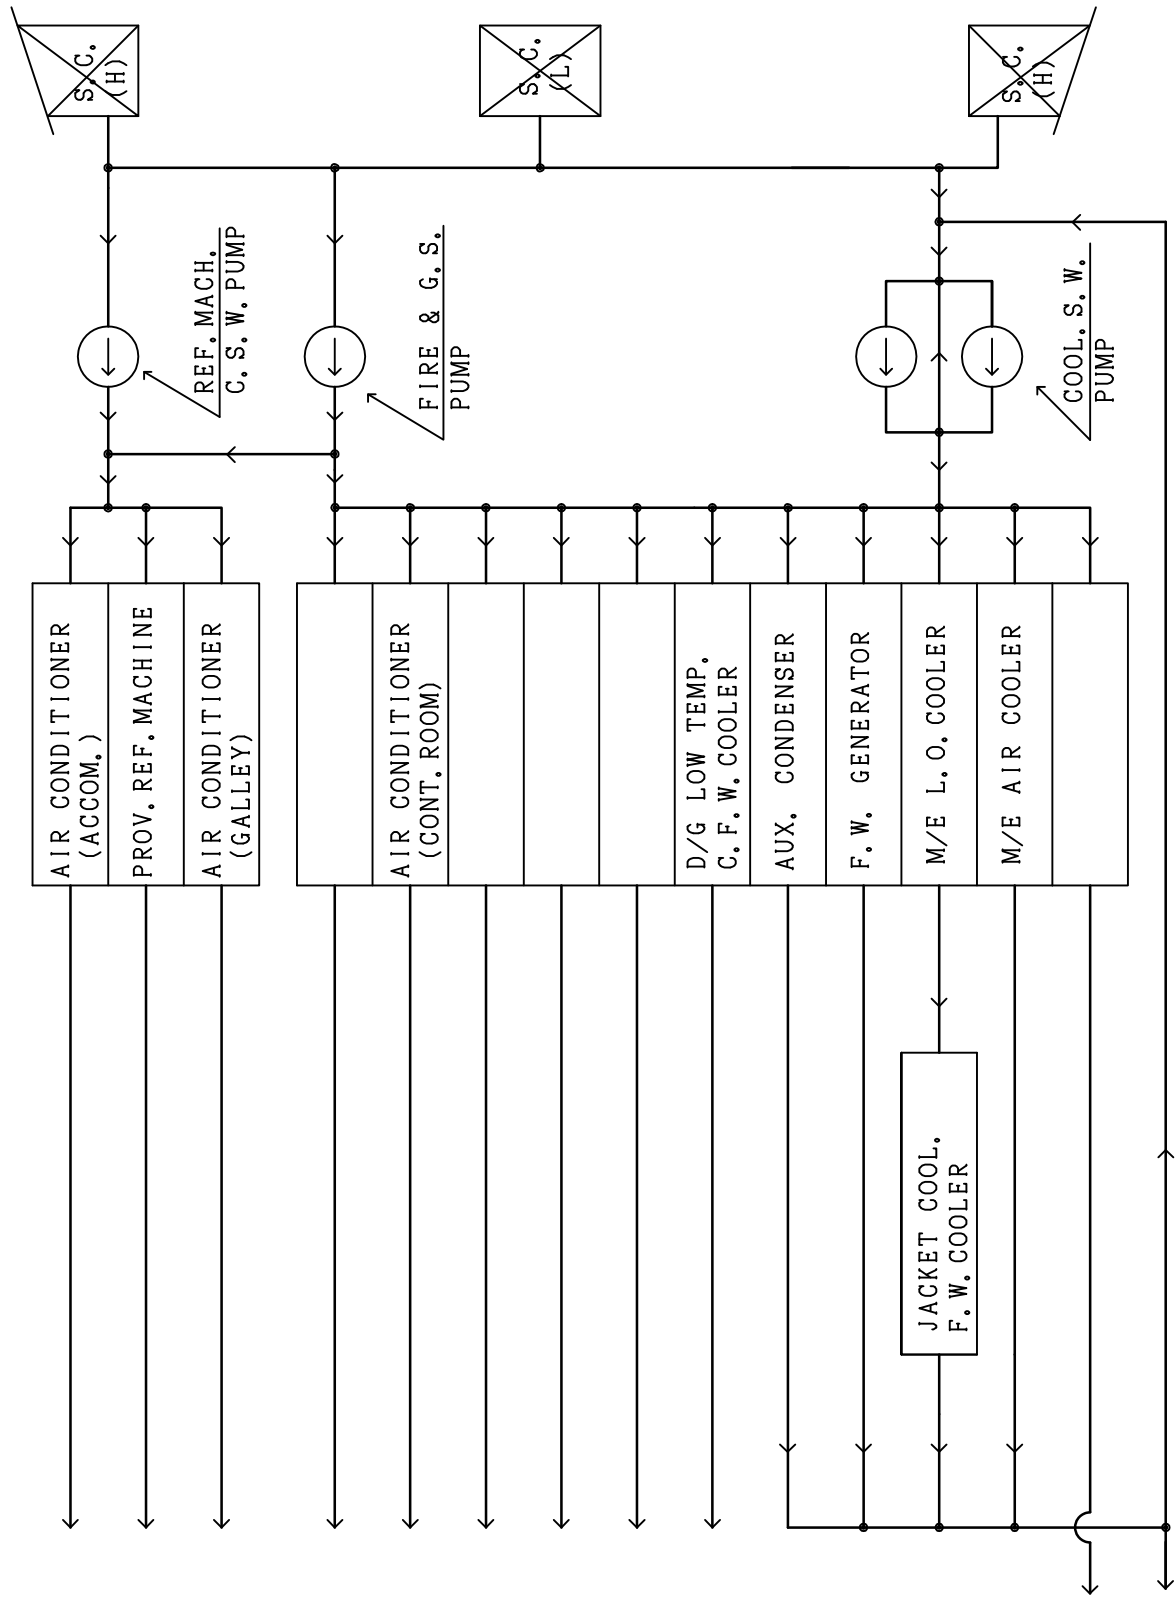 S.C.
(H)
S.C.
(L)
S.C.
(H)
REF.MACH.
C.S.W.PUMP
FIRE & G.S.
PUMP
COOL.S.W.
PUMP
AIR CONDITIONER
(ACCOM.)
PROV.REF.MACHINE
AIR CONDITIONER
(GALLEY)
AIR CONDITIONER
(CONT.ROOM)
D/G LOW TEMP.
C.F.W.COOLER
AUX. CONDENSER
F.W. GENERATOR
M/E L.O.COOLER
M/E AIR COOLER
JACKET COOL.
F.W.COOLER